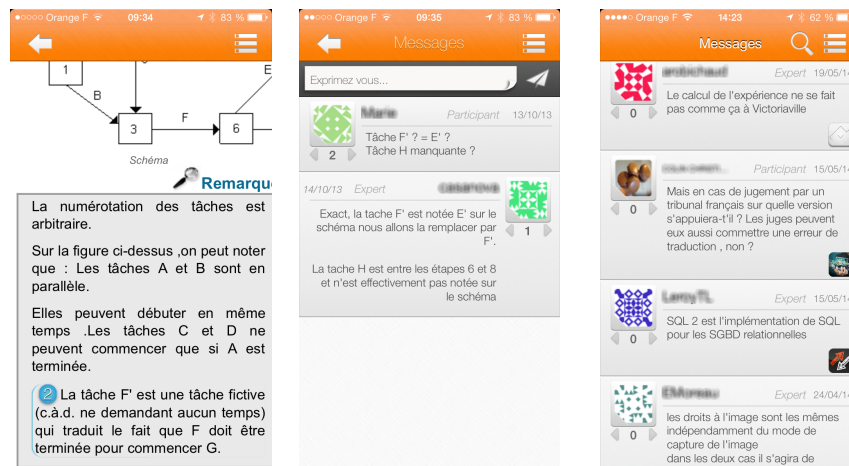 Orange F 09:34 83 %
1
E
B
3
F
6
Schéma
Remarqu
La numérotation des tâches est
arbitraire.
Sur la figure ci-dessus ,on peut noter
que : Les tâches A et B sont en
parallèle.
Elles peuvent débuter en même
temps .Les tâches C et D ne
peuvent commencer que si A est
terminée.
2 La tâche F' est une tâche fictive
(c.à.d. ne demandant aucun temps)
qui traduit le fait que F doit être
terminée pour commencer G.
Orange F 09:35 83 %
Messages
Exprimez vous...
Marie Participant 13/10/13
Tâche F' ? = E' ?
Tâche H manquante ?
2
14/10/13 Expert casanova
Exact, la tache F' est notée E' sur le
schéma nous allons la remplacer par
F'.
1
La tache H est entre les étapes 6 et 8
et n'est effectivement pas notée sur
le schéma
Orange F 14:23 62 %
Messages
Expert 19/05/14
Le calcul de l'expérience ne se fait
pas comme ça à Victoriaville
0
Participant 15/05/14
Mais en cas de jugement par un
tribunal français sur quelle version
s'appuiera-t'il ? Les juges peuvent
eux aussi commettre une erreur de
traduction , non ?
0
LeroyTL Expert 15/05/14
SQL 2 est l'implémentation de SQL
pour les SGBD relationnelles
0
EMoreau Expert 24/04/14
les droits à l'image sont les mêmes
indépendamment du mode de
capture de l'image
dans les deux cas il s'agira de
0